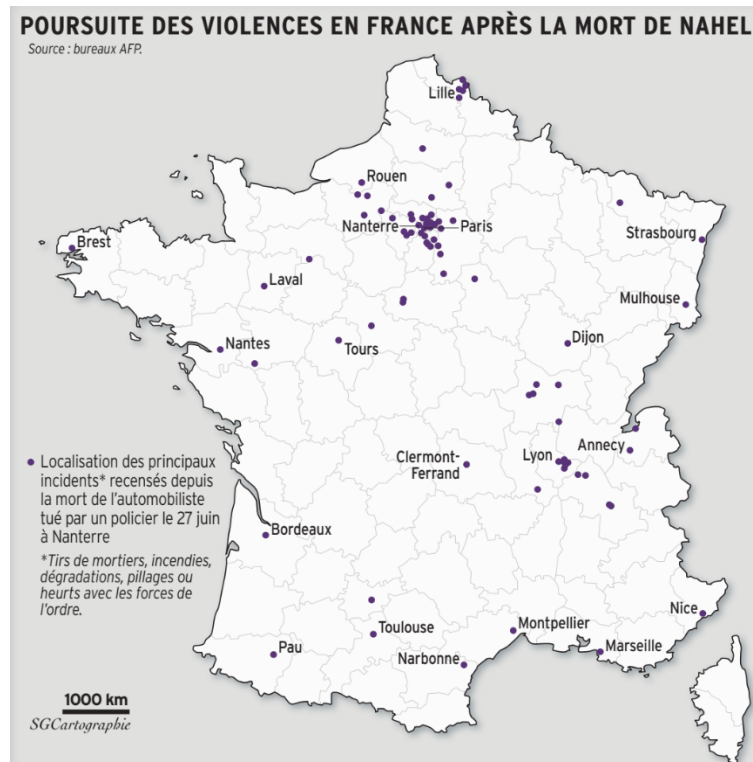 POURSUITE DES VIOLENCES EN FRANCE APRÈS LA MORT DE NAHEL
Source : bureaux AFP.
Lille
Rouen
Nanterre
Paris
Brest
Strasbourg
Laval
Mulhouse
Nantes
Tours
Dijon
Annecy
Lyon
Clermont-
Ferrand
Localisation des principaux
incidents* recensés depuis
la mort de l'automobiliste
tué par un policier le 27 juin
à Nanterre
*Tirs de mortiers, incendies,
dégradations, pillages ou
heurts avec les forces de
l'ordre.
Bordeaux
Nice
Montpellier
Toulouse
Marseille
Pau
Narbonne
1000 km
SGCartographie